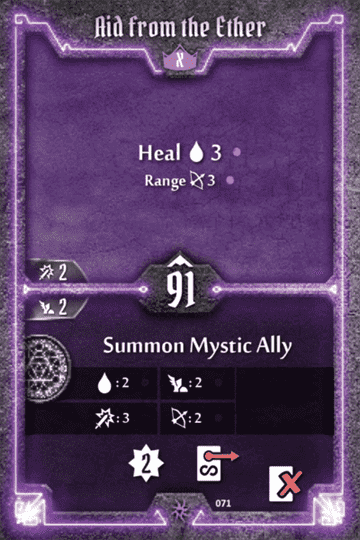 Aid from the Ether
X
Heal 3
Range 3
2
91
2
Summon Mystic Ally
:2 :2
:3 :2
2
071